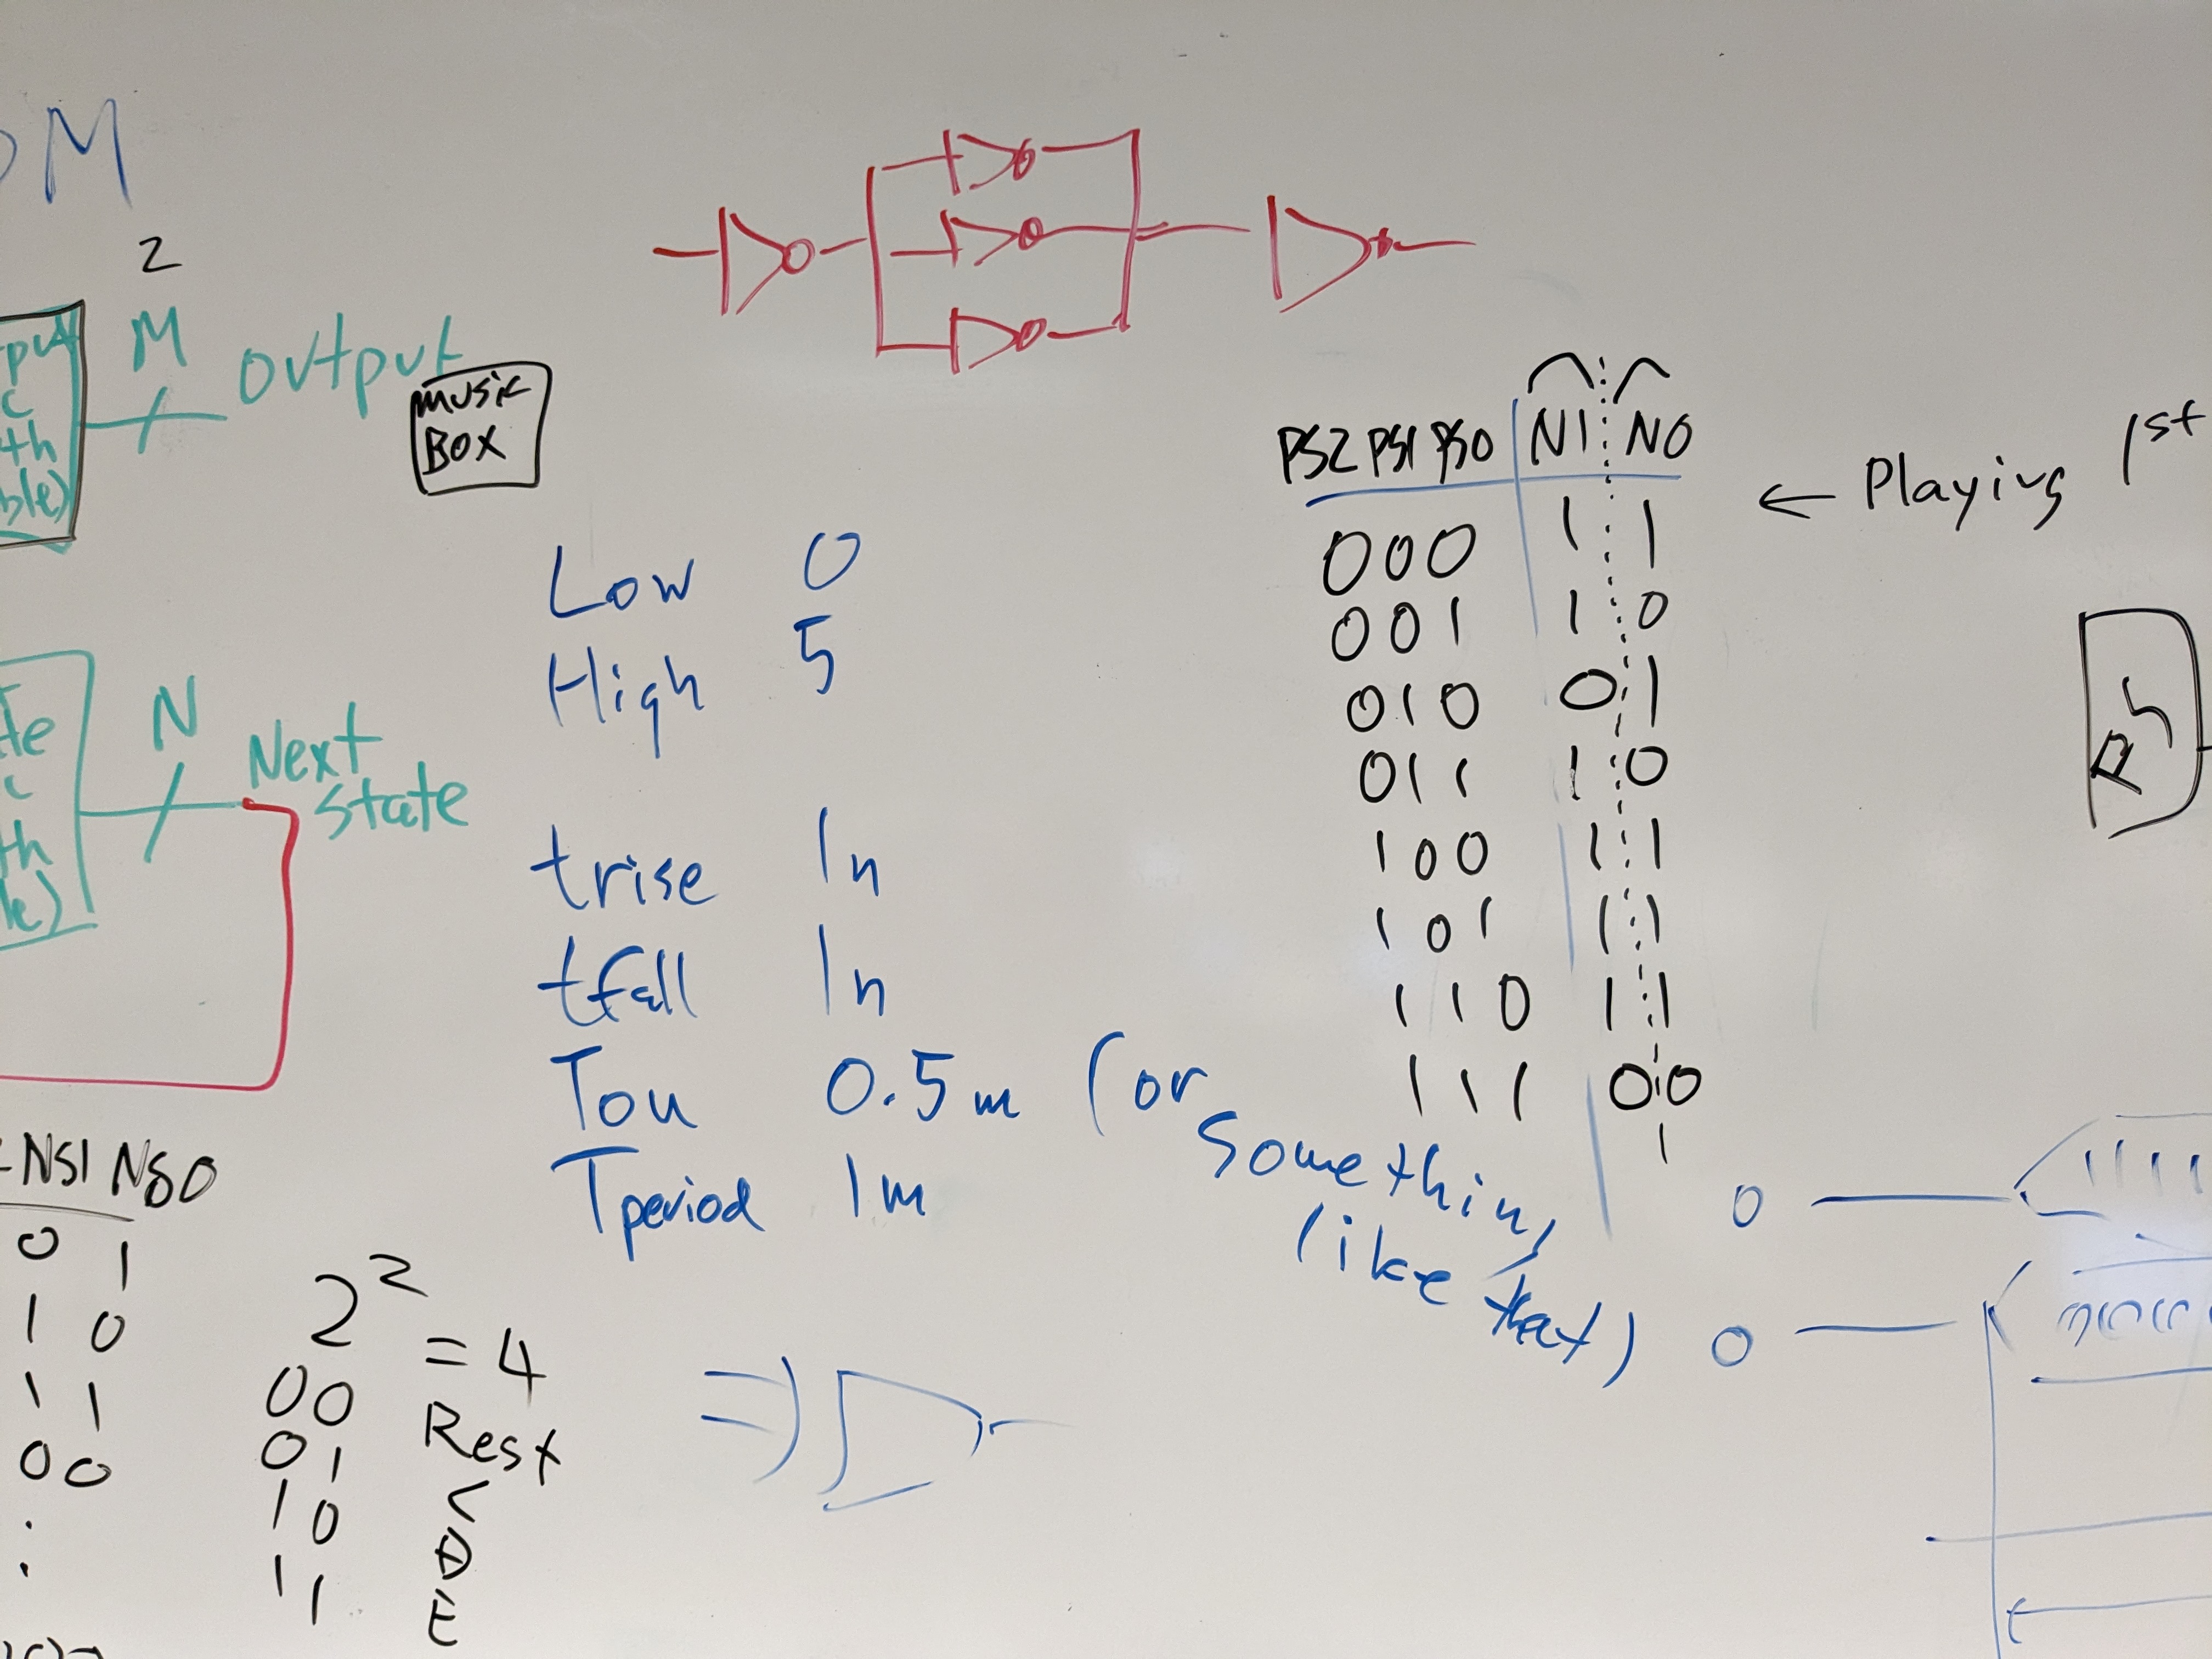 M
2
M
output
music
BOX
N
Next
state
NS1 NS0
0 1
1 0
1 1
0 0
:
2²
= 4
00 Rest
01 C
10 D
11 E
Low 0
High 5
trise 1n
tfall 1n
Ton 0.5m (or
somethin,
like that)
Tperiod 1m
PS2 PS1 PS0 N1 N0
000 1 1
001 1 0
010 0 1
011 1 0
100 1 1
101 1 1
110 1 1
111 0 0
← Playing 1st
0
0